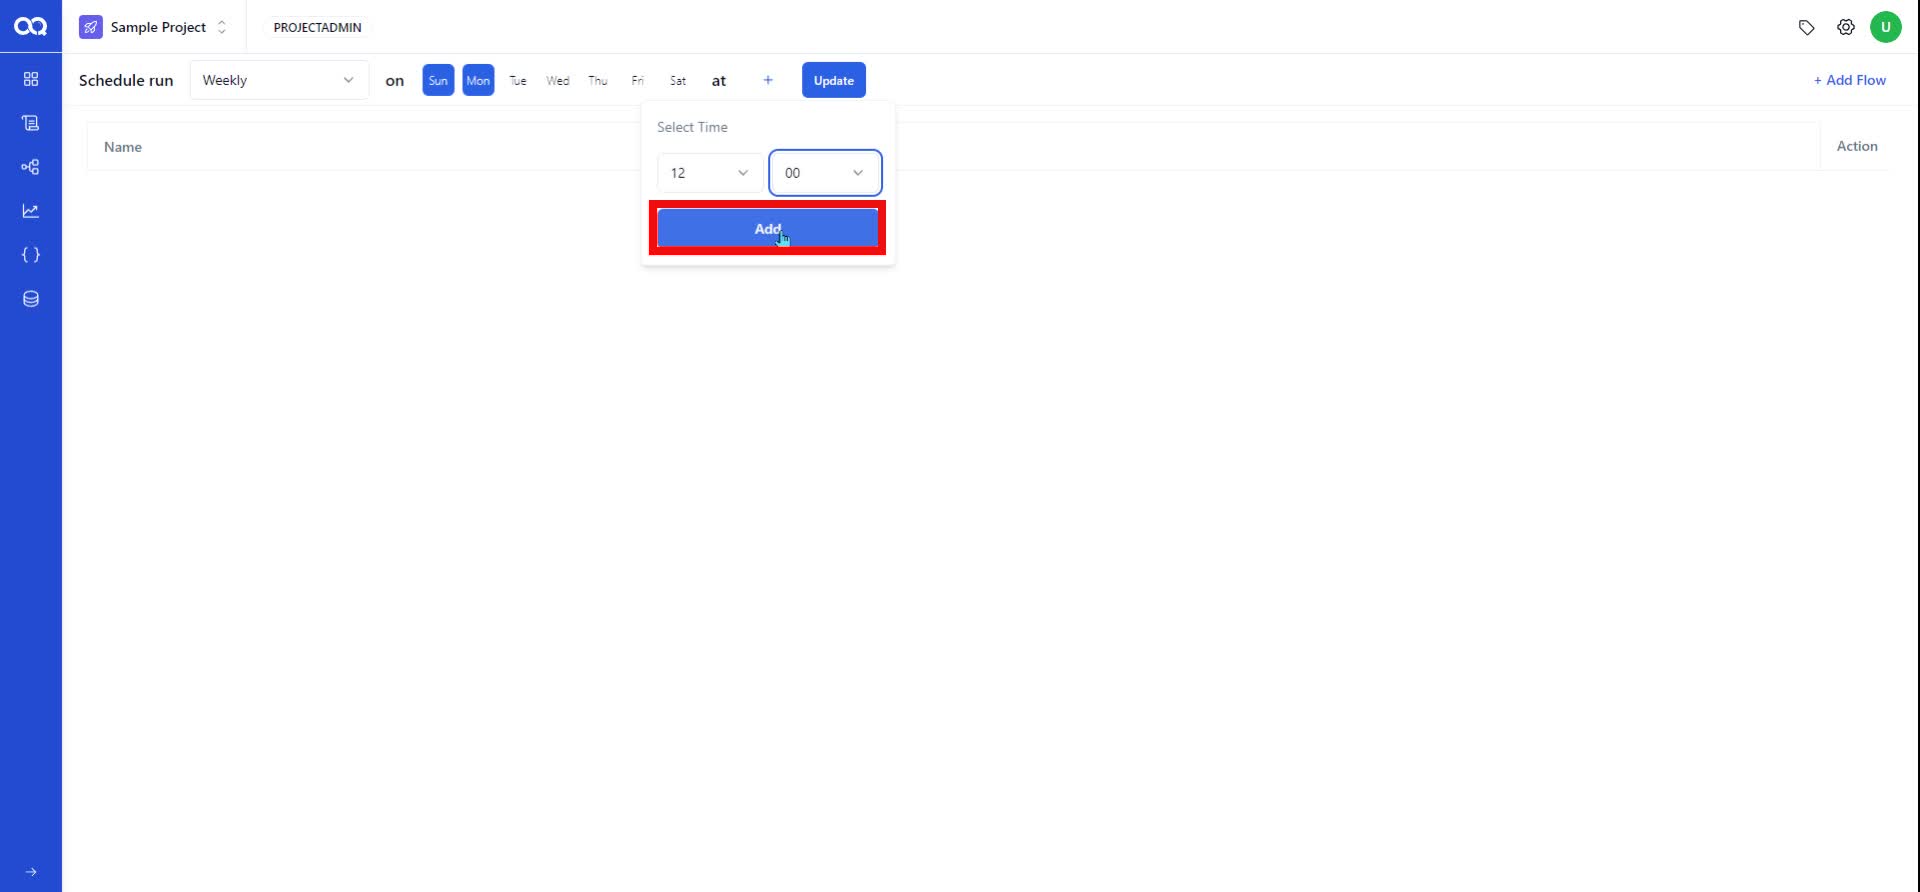 Sample Project PROJECTADMIN U
Schedule run Weekly on Sun Mon Tue Wed Thu Fri Sat at + Update + Add Flow
Select Time
Name Action
12 00
Add